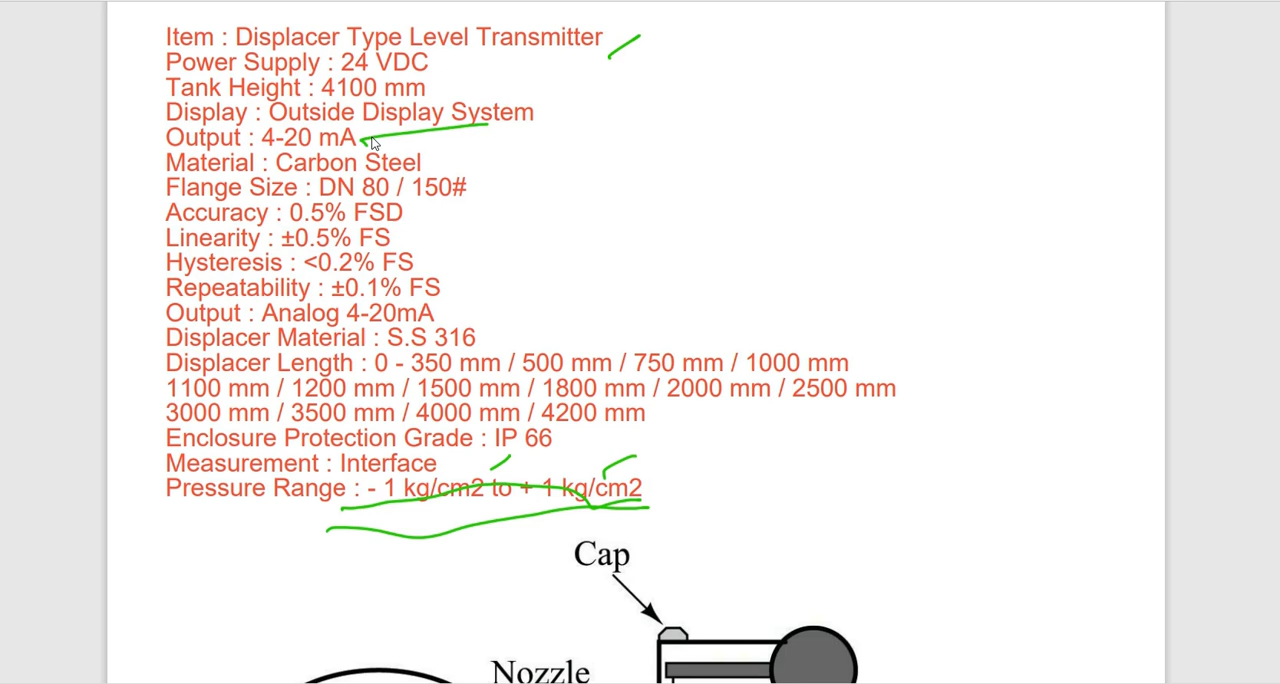 Item : Displacer Type Level Transmitter
Power Supply : 24 VDC
Tank Height : 4100 mm
Display : Outside Display System
Output : 4-20 mA
Material : Carbon Steel
Flange Size : DN 80 / 150#
Accuracy : 0.5% FSD
Linearity : ±0.5% FS
Hysteresis : <0.2% FS
Repeatability : ±0.1% FS
Output : Analog 4-20mA
Displacer Material : S.S 316
Displacer Length : 0 - 350 mm / 500 mm / 750 mm / 1000 mm
1100 mm / 1200 mm / 1500 mm / 1800 mm / 2000 mm / 2500 mm
3000 mm / 3500 mm / 4000 mm / 4200 mm
Enclosure Protection Grade : IP 66
Measurement : Interface
Pressure Range : - 1 kg/cm2 to + 1 kg/cm2
Cap
Nozzle